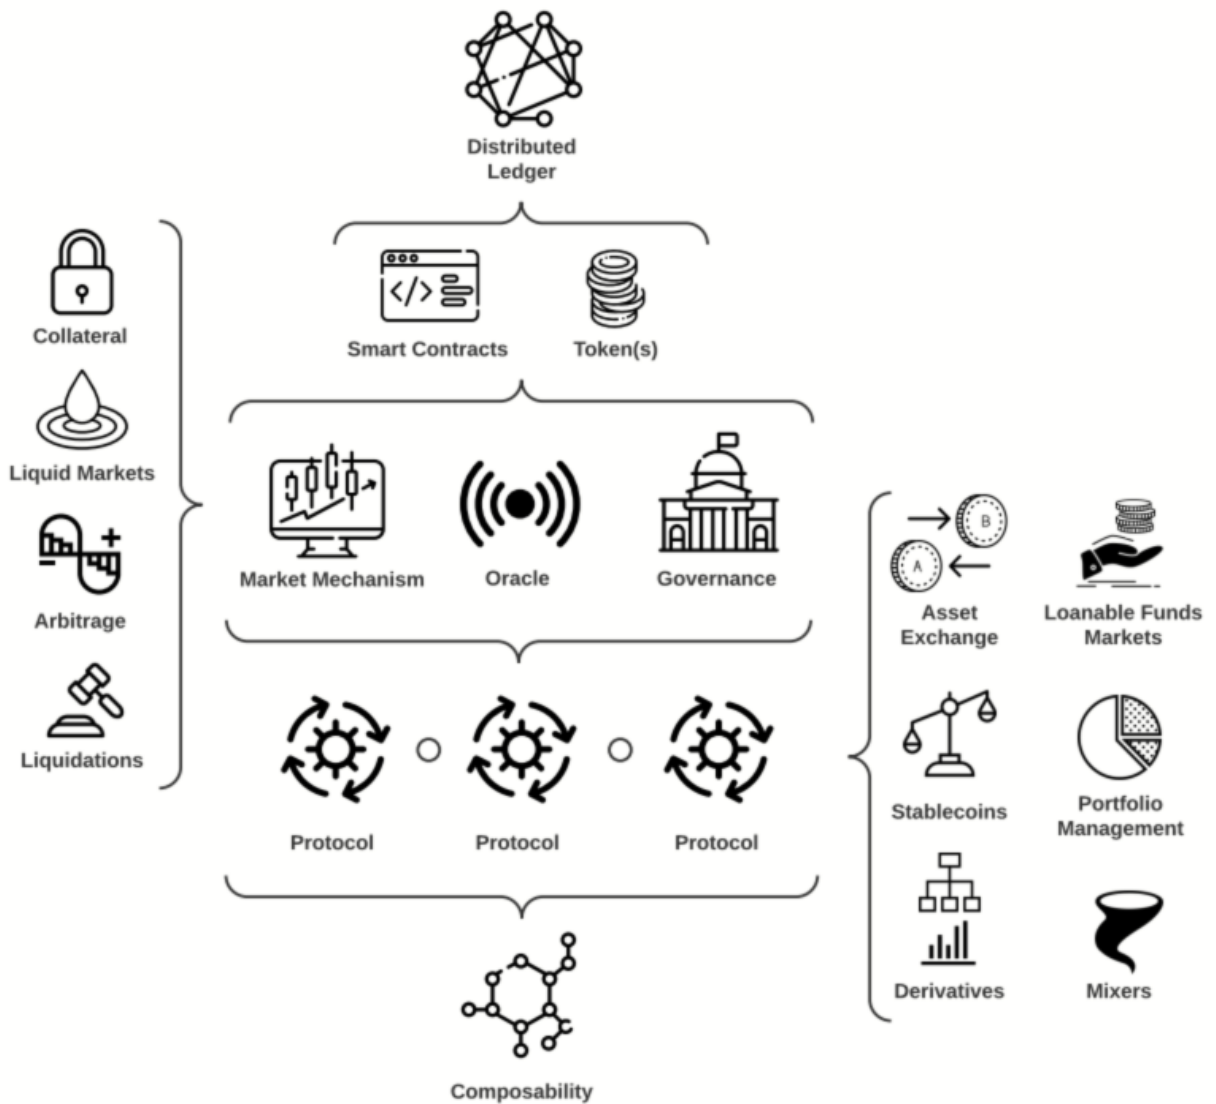 Distributed
Ledger
Smart Contracts
Token(s)
Collateral
Liquid Markets
Arbitrage
Liquidations
Market Mechanism
Oracle
Governance
B
A
Asset
Exchange
Loanable Funds
Markets
Stablecoins
Portfolio
Management
Derivatives
Mixers
Protocol
Protocol
Protocol
Composability